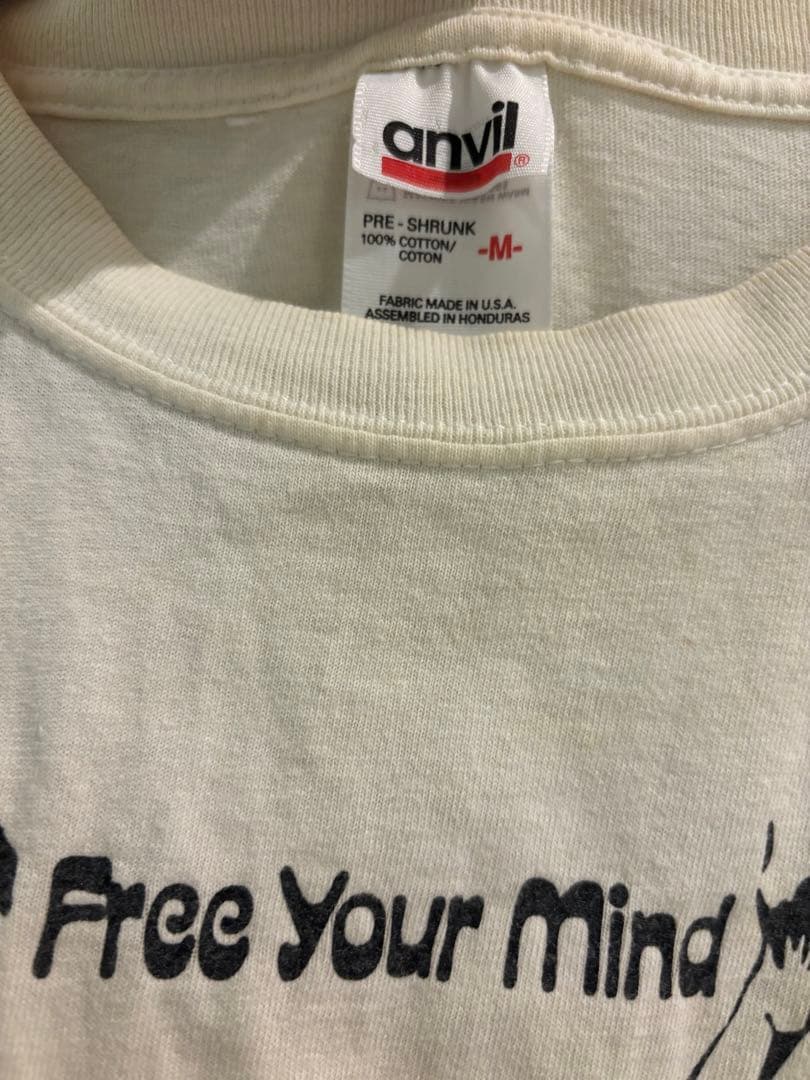 anvil®
PRE - SHRUNK
100% COTTON/
COTON
-M-
FABRIC MADE IN U.S.A.
ASSEMBLED IN HONDURAS
Free Your Mind